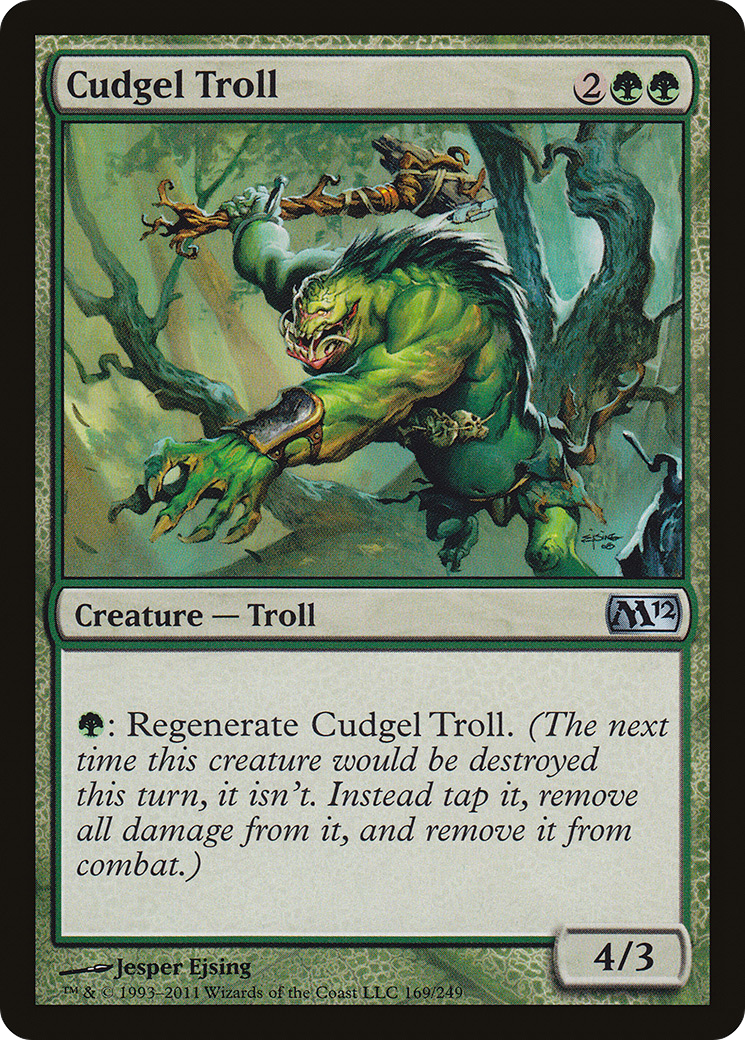 Cudgel Troll
2
Creature — Troll
M12
: Regenerate Cudgel Troll. (The next
time this creature would be destroyed
this turn, it isn't. Instead tap it, remove
all damage from it, and remove it from
combat.)
4/3
Jesper Ejsing
™ & © 1993–2011 Wizards of the Coast LLC 169/249